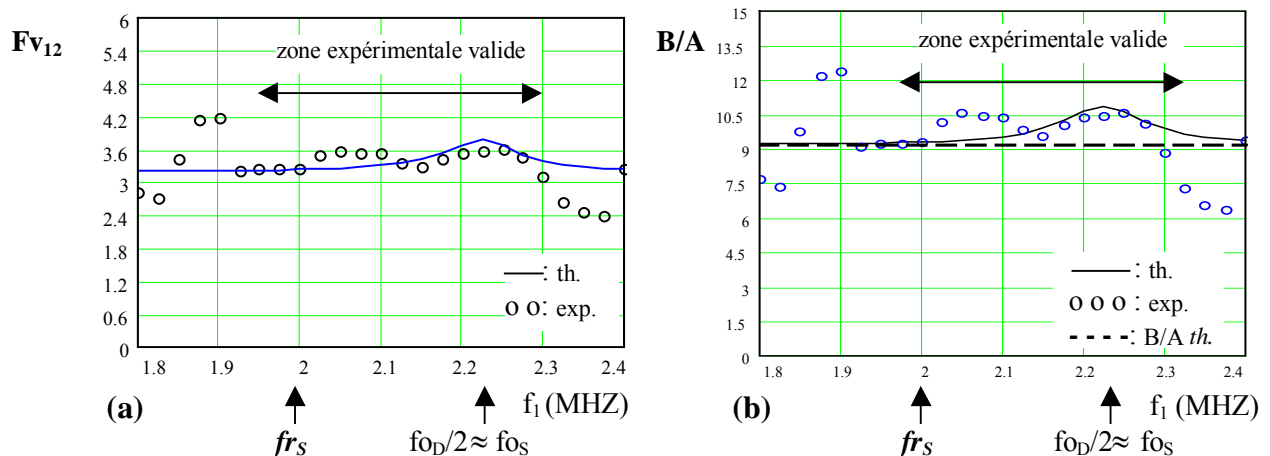 Fv₁₂
6
5.4
4.8
4.2
3.6
3
2.4
1.8
1.2
0.6
0
zone expérimentale valide
: th.
: exp.
1.8 1.9 2 2.1 2.2 2.3 2.4
(a)
f₁ (MHZ)
frS
foD/2≈ foS
B/A
15
13.5
12
10.5
9
7.5
6
4.5
3
1.5
0
zone expérimentale valide
: th.
: exp.
: B/A th.
1.8 1.9 2 2.1 2.2 2.3 2.4
(b)
f₁ (MHZ)
frS
foD/2≈ foS